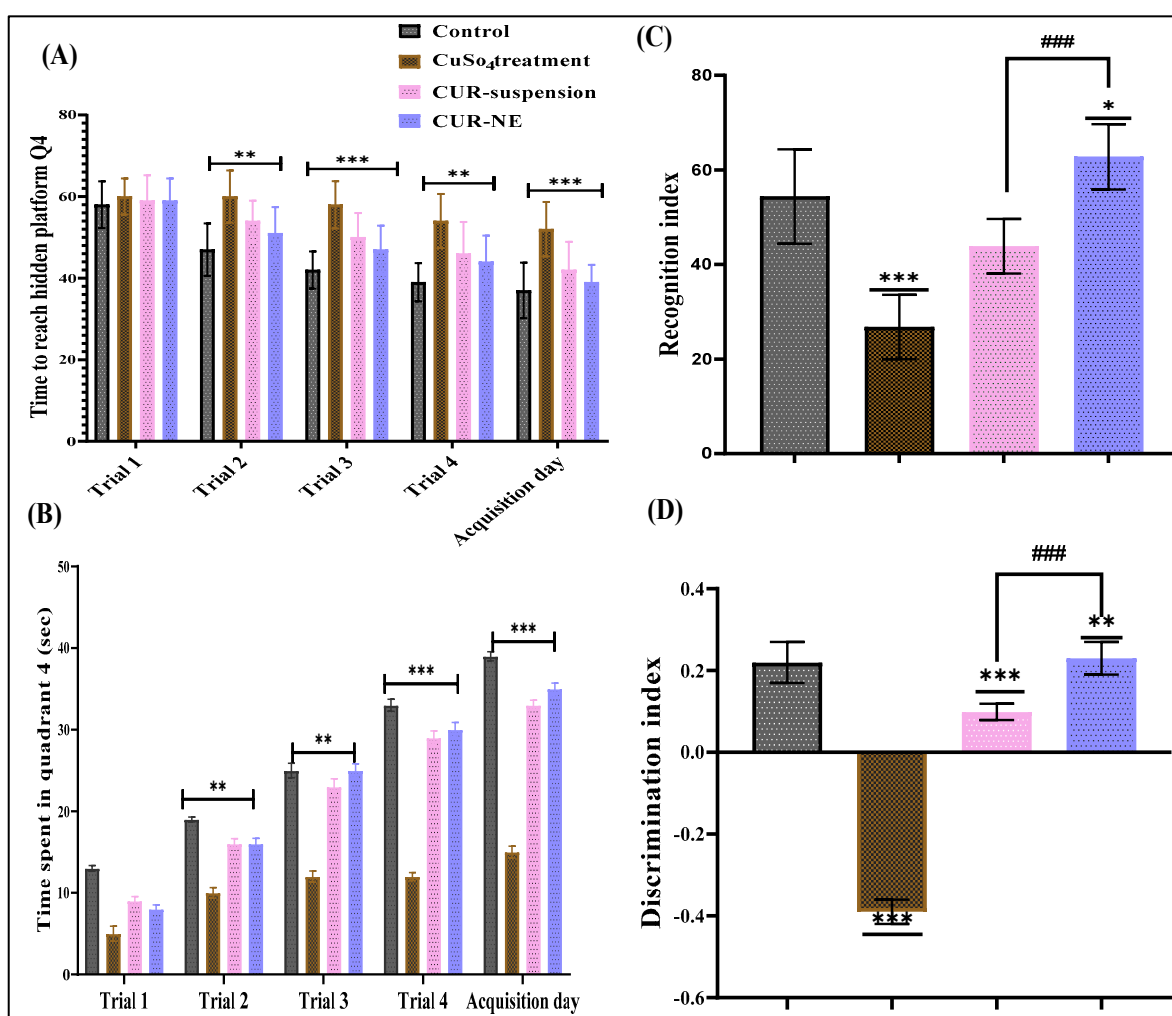 (A)
Control
CuSo4treatment
CUR-suspension
CUR-NE
Time to reach hidden platform Q4
80
60
40
20
0
**
***
**
***
Trial 1
Trial 2
Trial 3
Trial 4
Acquisition day
(B)
Time spent in quadrant 4 (sec)
50
40
30
20
10
0
**
**
***
***
Trial 1
Trial 2
Trial 3
Trial 4
Acquisition day
(C)
Recognition index
80
60
40
20
0
***
###
*
(D)
Discrimination index
0.4
0.2
0.0
-0.2
-0.4
-0.6
***
***
###
**